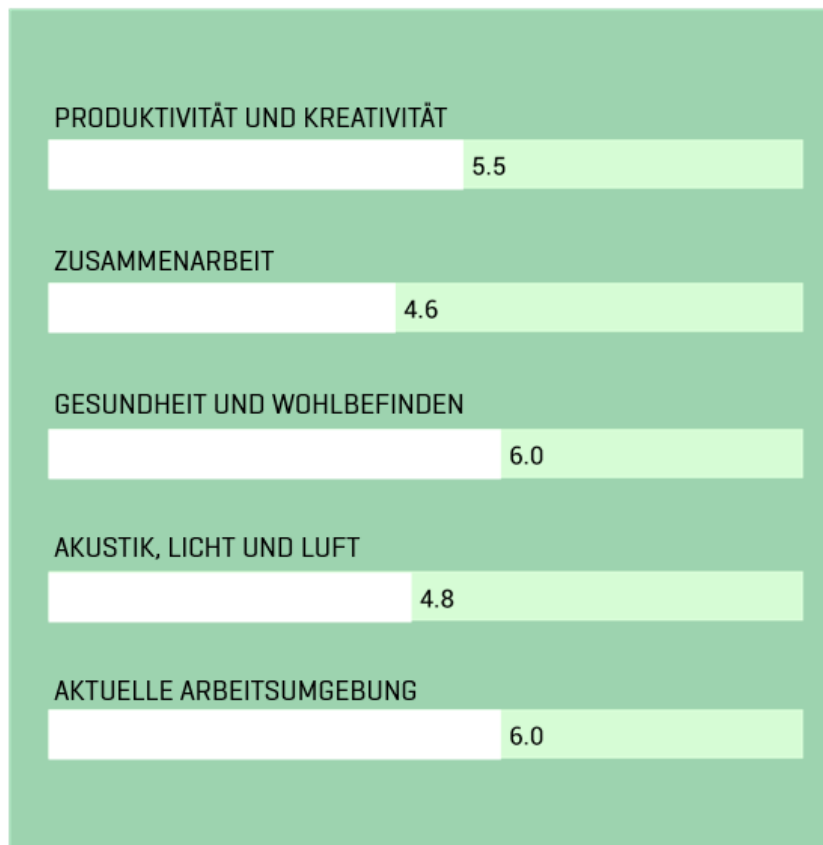 PRODUKTIVITÄT UND KREATIVITÄT
5.5
ZUSAMMENARBEIT
4.6
GESUNDHEIT UND WOHLBEFINDEN
6.0
AKUSTIK, LICHT UND LUFT
4.8
AKTUELLE ARBEITSUMGEBUNG
6.0